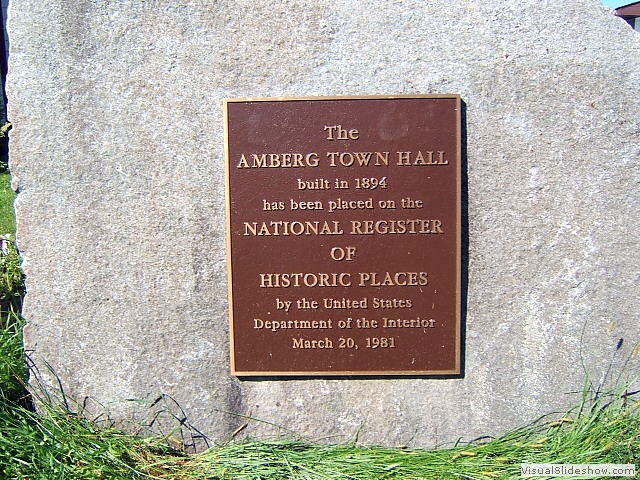 The
AMBERG TOWN HALL
built in 1894
has been placed on the
NATIONAL REGISTER
OF
HISTORIC PLACES
by the United States
Department of the Interior
March 20, 1981
VisualSlideshow.com